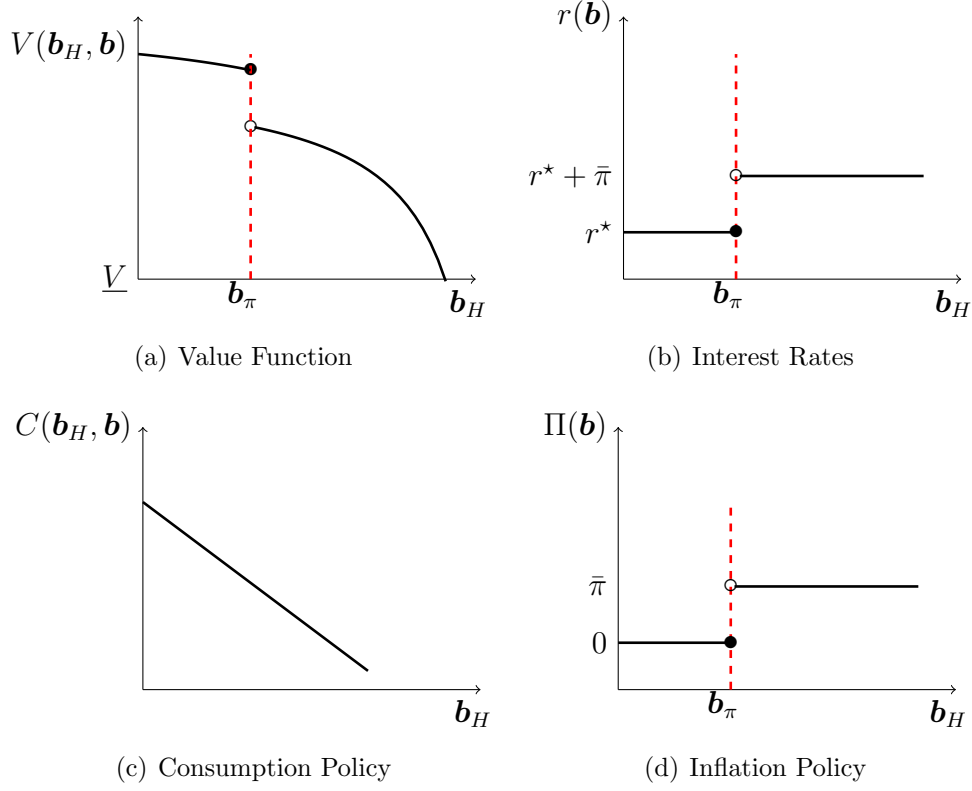 V(b_H, b)
V
b_π
b_H
(a) Value Function
r(b)
r⋆ + π̄
r⋆
b_π
b_H
(b) Interest Rates
C(b_H, b)
b_H
(c) Consumption Policy
Π(b)
π̄
0
b_π
b_H
(d) Inflation Policy